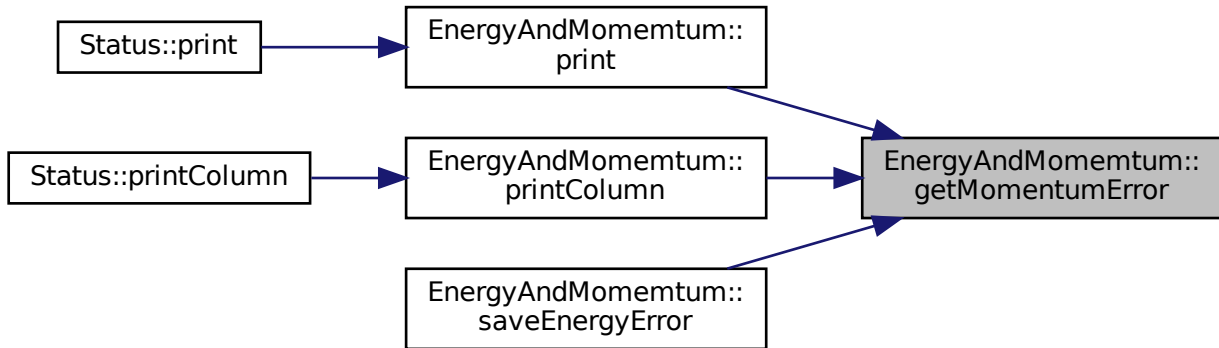 Status::print
EnergyAndMomemtum::
print
Status::printColumn
EnergyAndMomemtum::
printColumn
EnergyAndMomemtum::
getMomentumError
EnergyAndMomemtum::
saveEnergyError